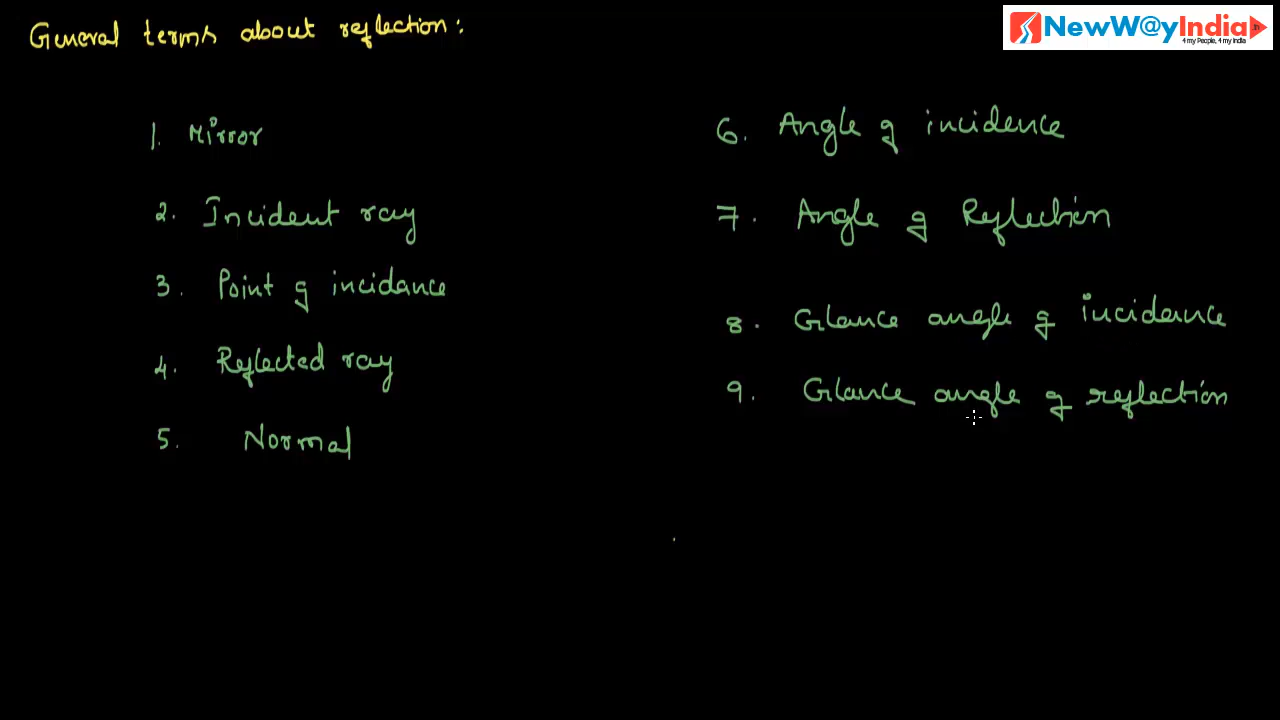 General terms about reflection:
NewW@yIndia.in
4 my People, 4 my India
1. Mirror
2. Incident ray
3. Point of incidance
4. Reflected ray
5. Normal
6. Angle of incidence
7. Angle of Reflection
8. Glance angle of incidence
9. Glance angle of reflection